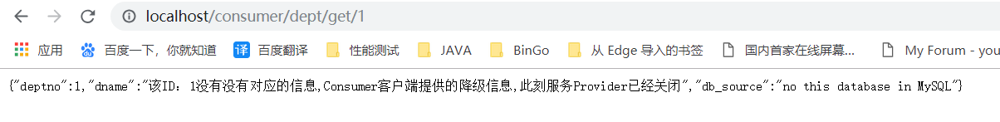 localhost/consumer/dept/get/1
应用 百度一下，你就知道 译 百度翻译 性能测试 JAVA BinGo 从 Edge 导入的书签 国内首家在线屏幕... My Forum - you
{"deptno":1,"dname":"该ID：1没有没有对应的信息,Consumer客户端提供的降级信息,此刻服务Provider已经关闭","db_source":"no this database in MySQL"}